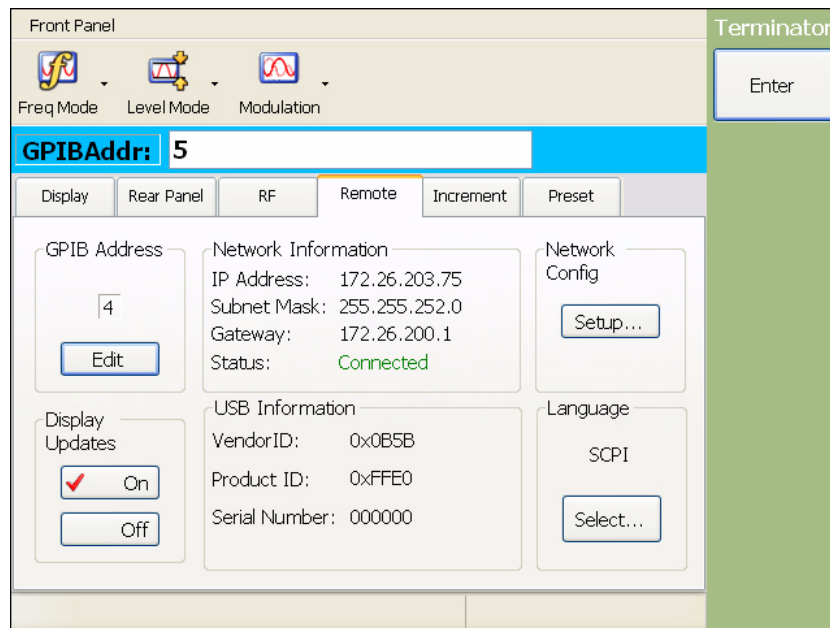 Front Panel
Terminator
Freq Mode
Level Mode
Modulation
Enter
GPIBAddr: 5
Display
Rear Panel
RF
Remote
Increment
Preset
GPIB Address
4
Edit
Network Information
IP Address: 172.26.203.75
Subnet Mask: 255.255.252.0
Gateway: 172.26.200.1
Status: Connected
Network
Config
Setup...
Display
Updates
On
Off
USB Information
VendorID: 0x0B5B
Product ID: 0xFFE0
Serial Number: 000000
Language
SCPI
Select...